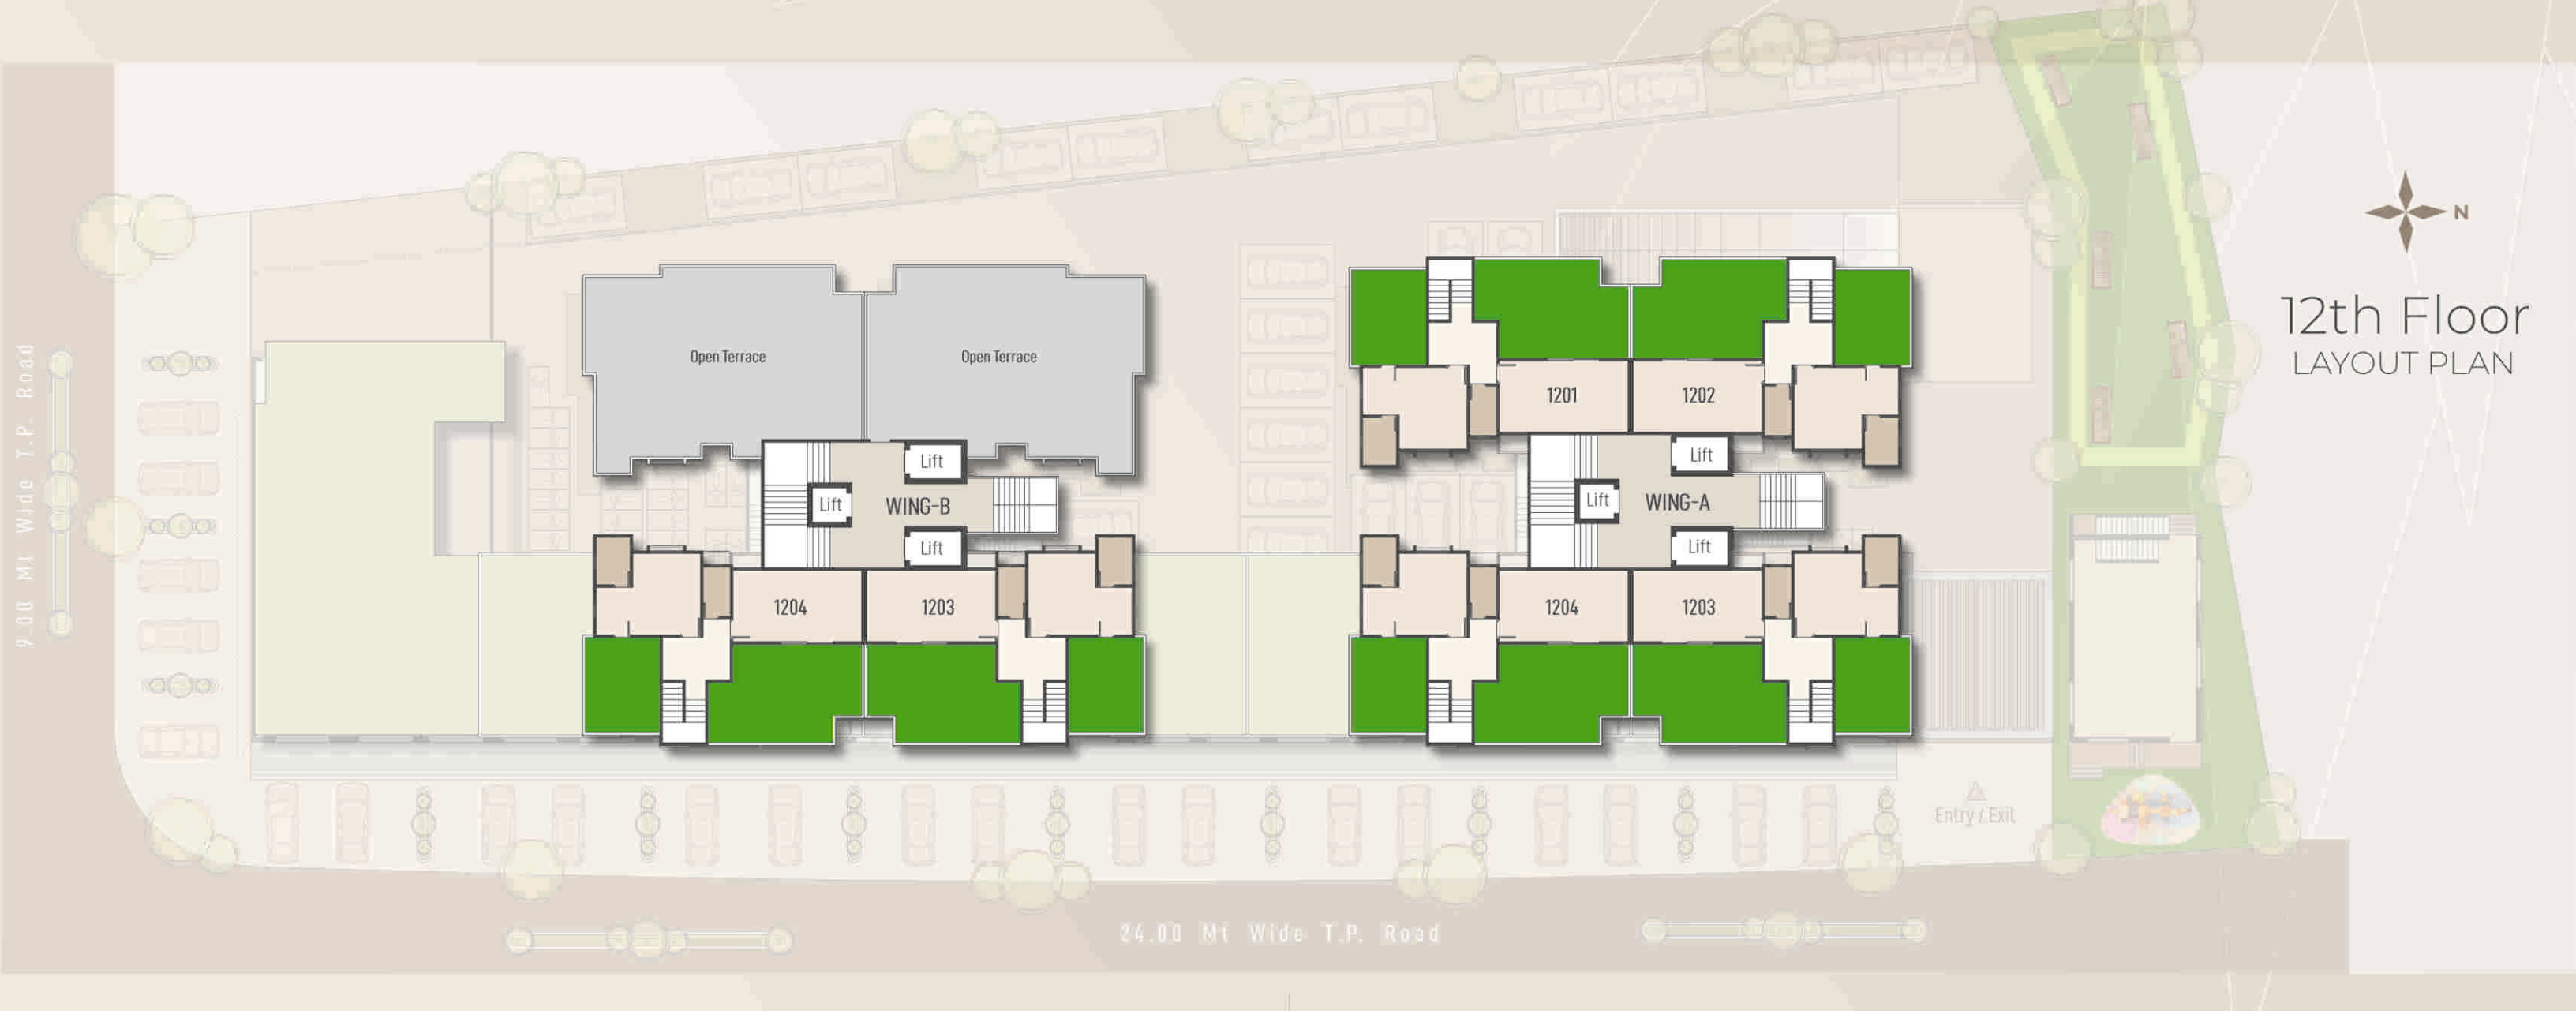 N
12th Floor
LAYOUT PLAN
Open Terrace
Open Terrace
1201
1202
Lift
Lift
Lift
WING-B
Lift
Lift
WING-A
Lift
Lift
1204
1203
1204
1203
9.00 Mt Wide T.P. Road
Entry / Exit
24.00 Mt Wide T.P. Road